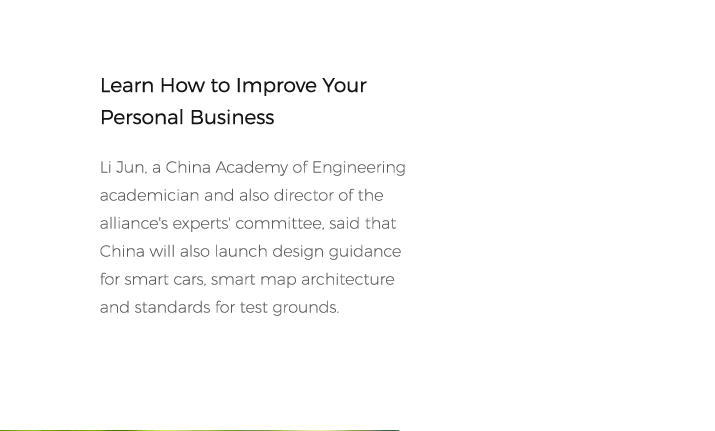 Learn How to Improve Your
Personal Business
Li Jun, a China Academy of Engineering
academician and also director of the
alliance's experts' committee, said that
China will also launch design guidance
for smart cars, smart map architecture
and standards for test grounds.